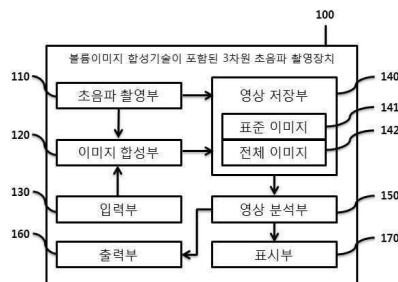 100
볼륨이미지 합성기술이 포함된 3차원 초음파 촬영장치
110
초음파 촬영부
영상 저장부
140
표준 이미지
141
120
이미지 합성부
전체 이미지
142
130
입력부
영상 분석부
150
160
출력부
표시부
170